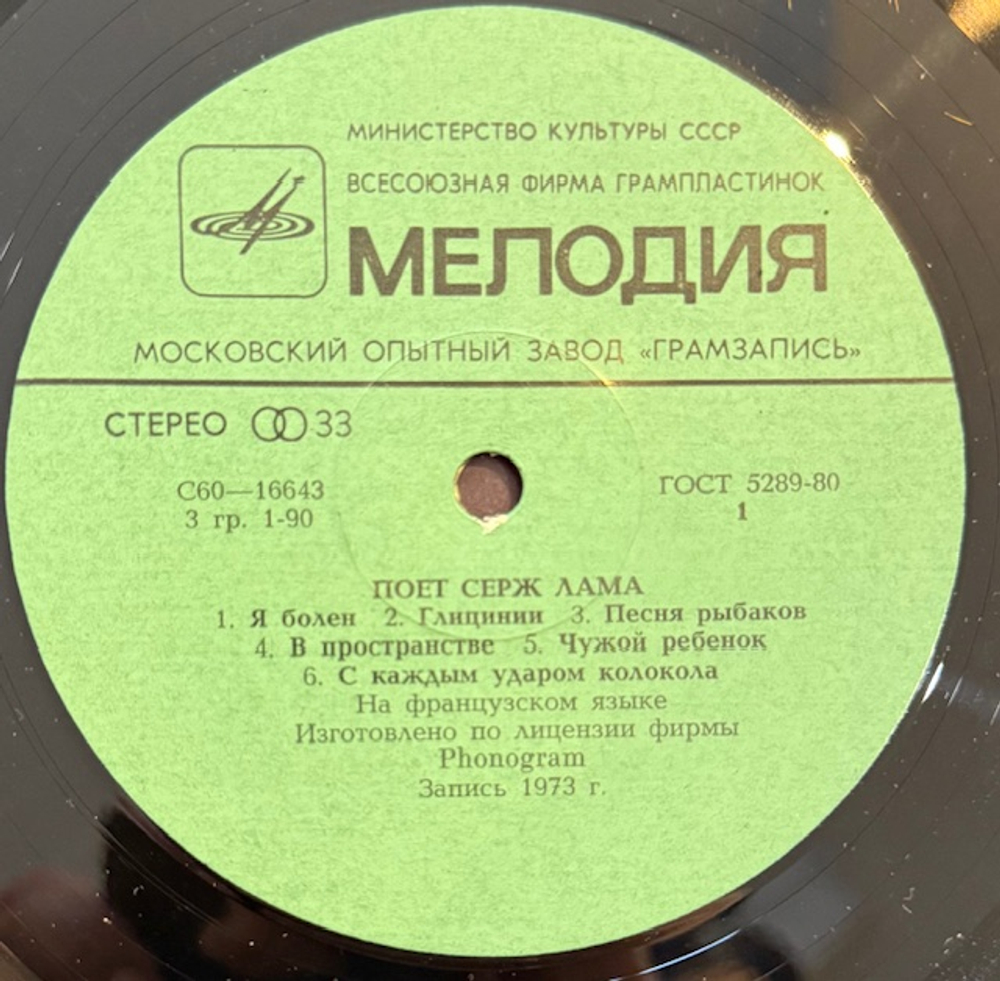 МИНИСТЕРСТВО КУЛЬТУРЫ СССР
ВСЕСОЮЗНАЯ ФИРМА ГРАМПЛАСТИНОК
МЕЛОДИЯ
МОСКОВСКИЙ ОПЫТНЫЙ ЗАВОД «ГРАМЗАПИСЬ»
СТЕРЕО 33
С60—16643
3 гр. 1-90
ГОСТ 5289-80
1
ПОЕТ СЕРЖ ЛАМА
1. Я болен 2. Глицинии 3. Песня рыбаков
4. В пространстве 5. Чужой ребенок
6. С каждым ударом колокола
На французском языке
Изготовлено по лицензии фирмы
Phonogram
Запись 1973 г.